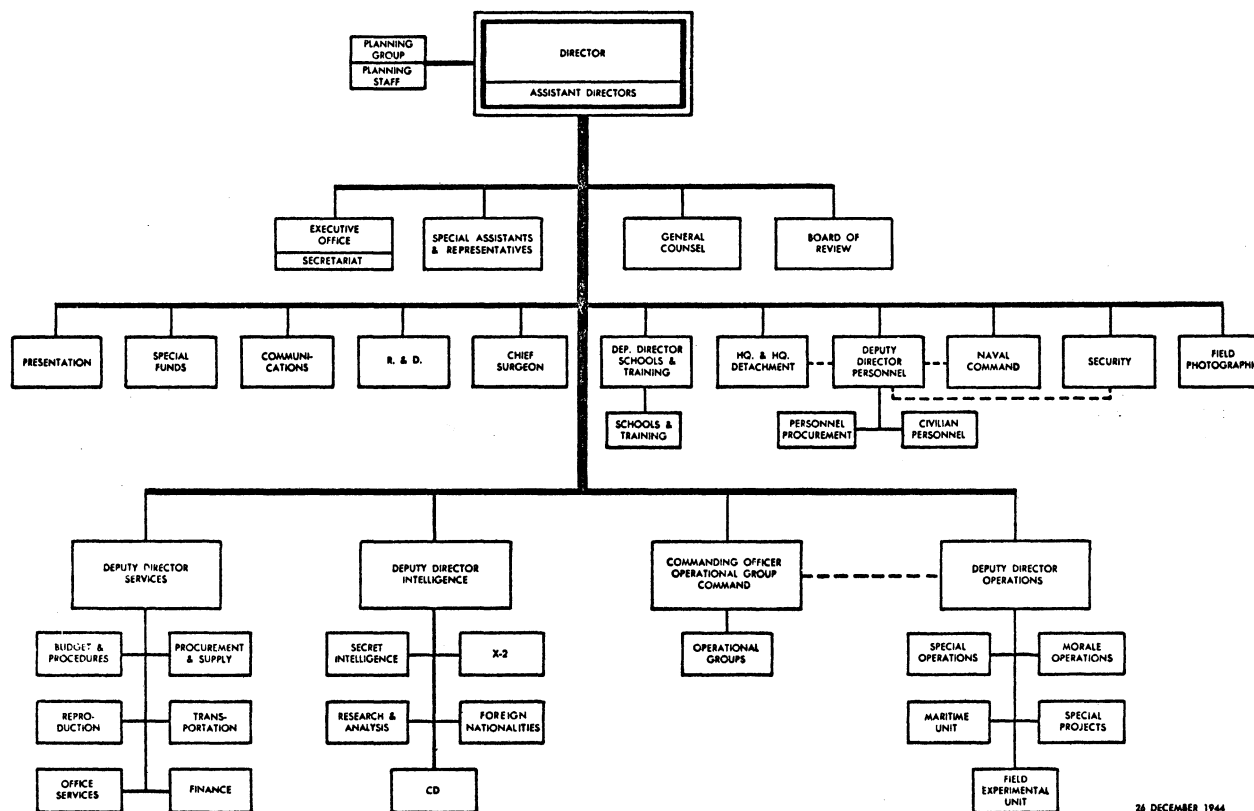 PLANNING
GROUP
PLANNING
STAFF
DIRECTOR
ASSISTANT DIRECTORS
EXECUTIVE
OFFICE
SECRETARIAT
SPECIAL ASSISTANTS
& REPRESENTATIVES
GENERAL
COUNSEL
BOARD OF
REVIEW
PRESENTATION
SPECIAL
FUNDS
COMMUNI-
CATIONS
R. & D.
CHIEF
SURGEON
DEP. DIRECTOR
SCHOOLS &
TRAINING
HQ. & HQ.
DETACHMENT
DEPUTY
DIRECTOR
PERSONNEL
NAVAL
COMMAND
SECURITY
FIELD
PHOTOGRAPHIC
SCHOOLS &
TRAINING
PERSONNEL
PROCUREMENT
CIVILIAN
PERSONNEL
DEPUTY DIRECTOR
SERVICES
DEPUTY DIRECTOR
INTELLIGENCE
COMMANDING OFFICER
OPERATIONAL GROUP
COMMAND
DEPUTY DIRECTOR
OPERATIONS
BUDGET &
PROCEDURES
PROCUREMENT
& SUPPLY
SECRET
INTELLIGENCE
X-2
OPERATIONAL
GROUPS
SPECIAL
OPERATIONS
MORALE
OPERATIONS
REPRO-
DUCTION
TRANS-
PORTATION
RESEARCH &
ANALYSIS
FOREIGN
NATIONALITIES
MARITIME
UNIT
SPECIAL
PROJECTS
OFFICE
SERVICES
FINANCE
CD
FIELD
EXPERIMENTAL
UNIT
26 DECEMBER 1944